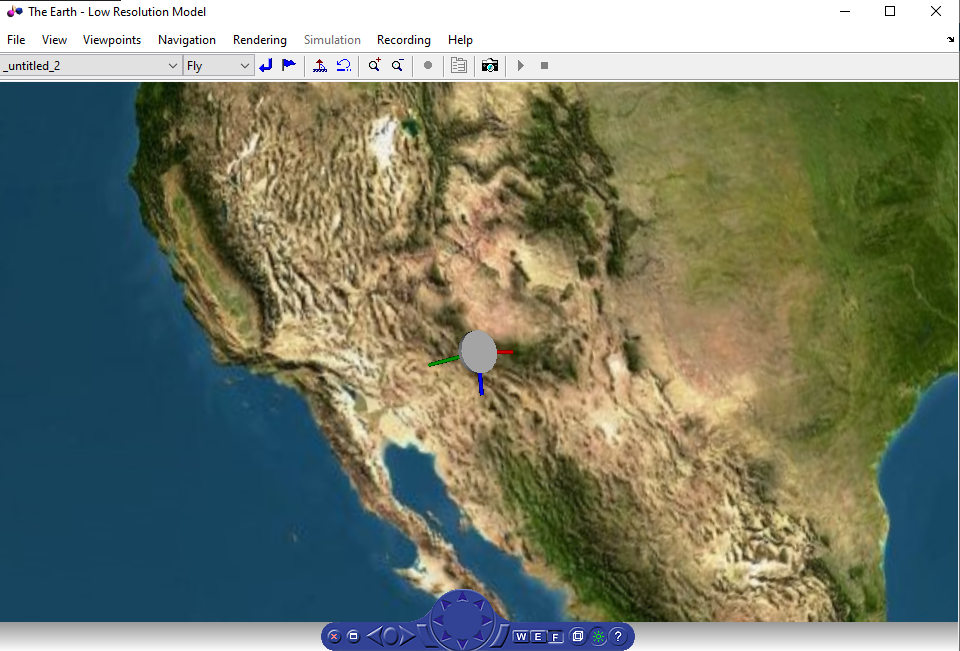 The Earth - Low Resolution Model
File View Viewpoints Navigation Rendering Simulation Recording Help
_untitled_2 Fly
W E F ?